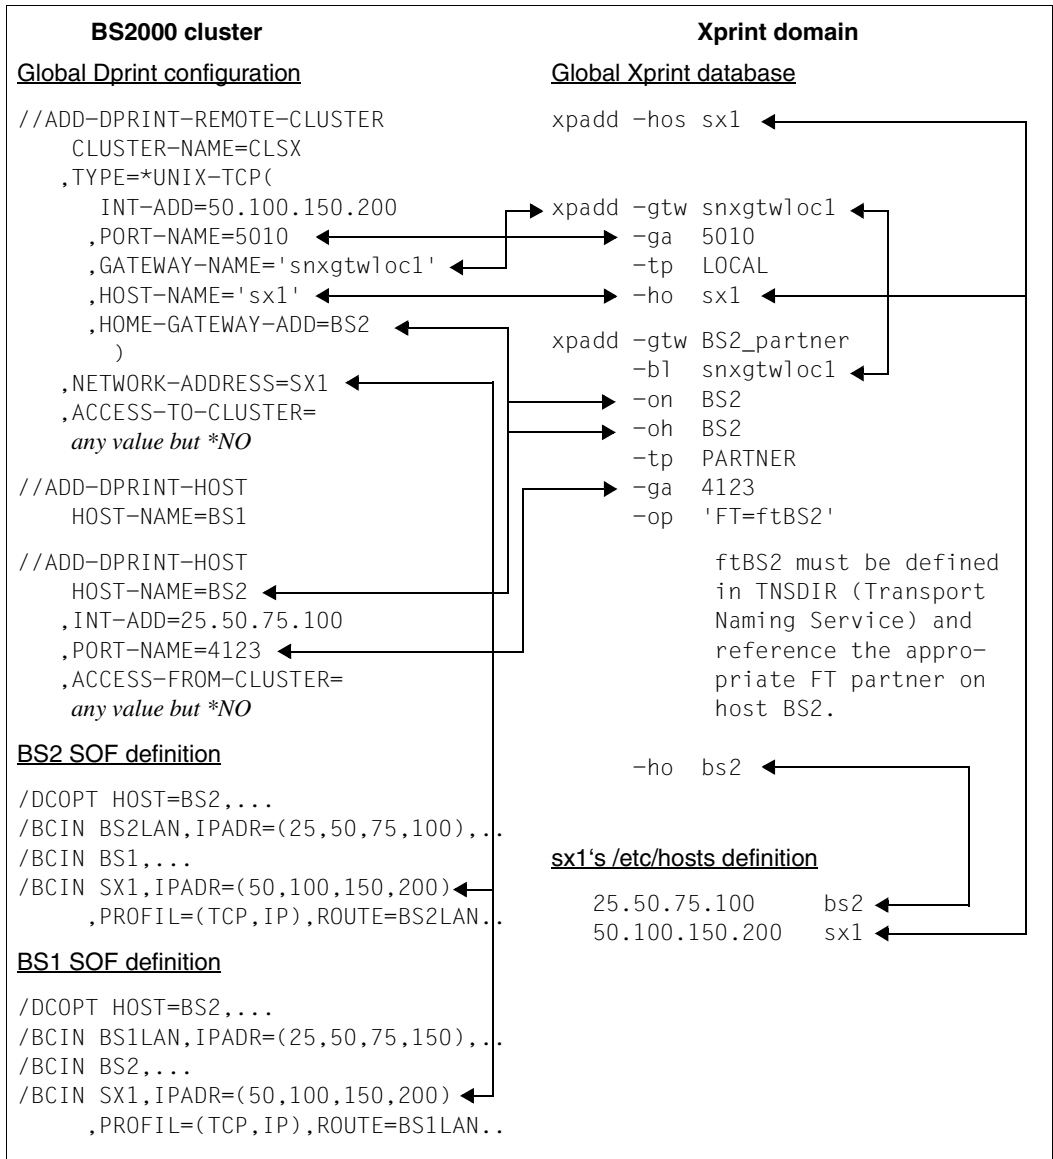 BS2000 cluster
Global Dprint configuration
//ADD-DPRINT-REMOTE-CLUSTER
CLUSTER-NAME=CLSX
,TYPE=*UNIX-TCP(
INT-ADD=50.100.150.200
,PORT-NAME=5010
,GATEWAY-NAME='snxgtwloc1'
,HOST-NAME='sx1'
,HOME-GATEWAY-ADD=BS2
)
,NETWORK-ADDRESS=SX1
,ACCESS-TO-CLUSTER=
any value but *NO
//ADD-DPRINT-HOST
HOST-NAME=BS1
//ADD-DPRINT-HOST
HOST-NAME=BS2
,INT-ADD=25.50.75.100
,PORT-NAME=4123
,ACCESS-FROM-CLUSTER=
any value but *NO
BS2 SOF definition
/DCOPT HOST=BS2,...
/BCIN BS2LAN,IPADR=(25,50,75,100),..
/BCIN BS1,...
/BCIN SX1,IPADR=(50,100,150,200)
,PROFIL=(TCP,IP),ROUTE=BS2LAN..
BS1 SOF definition
/DCOPT HOST=BS2,...
/BCIN BS1LAN,IPADR=(25,50,75,150),..
/BCIN BS2,...
/BCIN SX1,IPADR=(50,100,150,200)
,PROFIL=(TCP,IP),ROUTE=BS1LAN..
Xprint domain
Global Xprint database
xpadd -hos sx1
xpadd -gtw snxgtwloc1
-ga 5010
-tp LOCAL
-ho sx1
xpadd -gtw BS2_partner
-bl snxgtwloc1
-on BS2
-oh BS2
-tp PARTNER
-ga 4123
-op 'FT=ftBS2'
ftBS2 must be defined
in TNSDIR (Transport
Naming Service) and
reference the appro-
priate FT partner on
host BS2.
-ho bs2
sx1‘s /etc/hosts definition
25.50.75.100 bs2
50.100.150.200 sx1